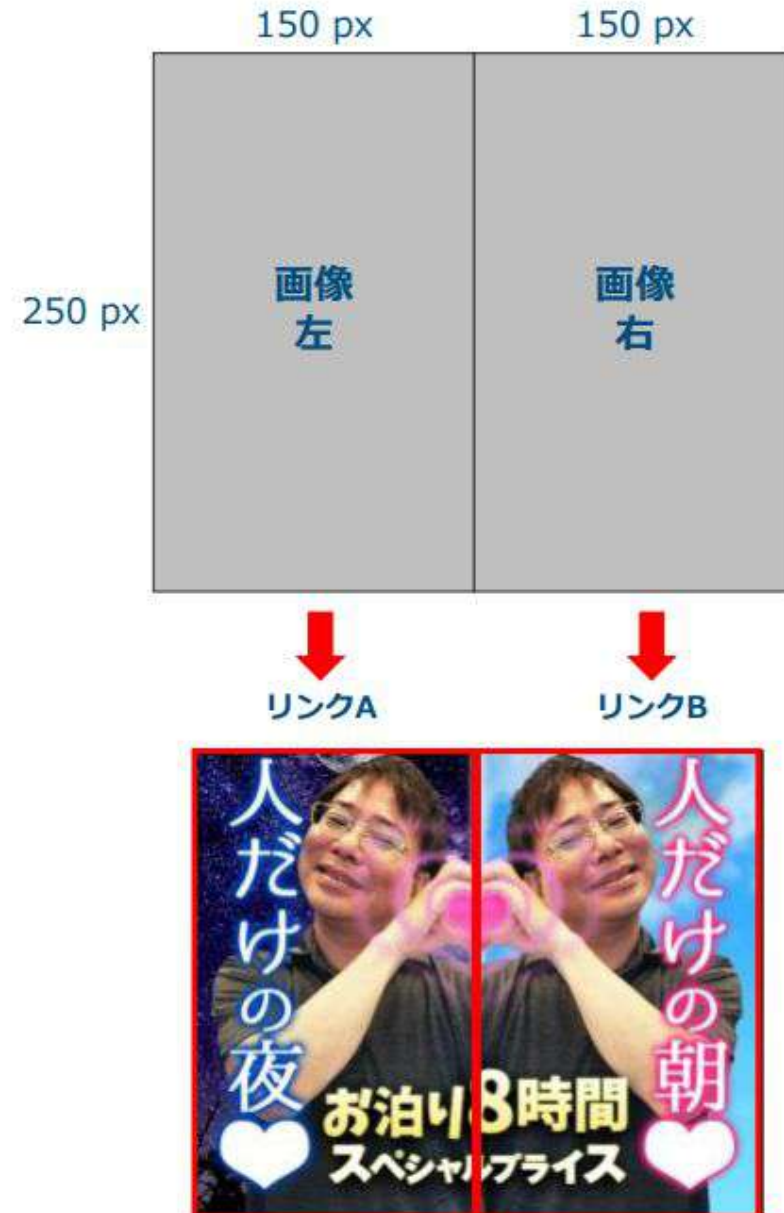 150 px
150 px
250 px
画像
左
画像
右
リンクA
リンクB
人だけの夜
人だけの朝
お泊り8時間
スペシャルプライス